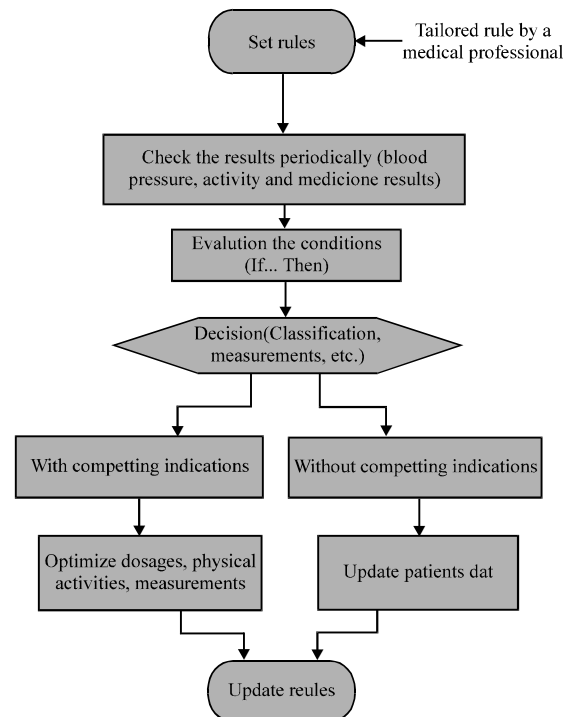 Set rules
Tailored rule by a
medical professional
Check the results periodically (blood
pressure, activity and medicione results)
Evalution the conditions
(If... Then)
Decision(Classification,
measurements, etc.)
With competting indications
Without competting indications
Optimize dosages, physical
activities, measurements
Update patients dat
Update reules